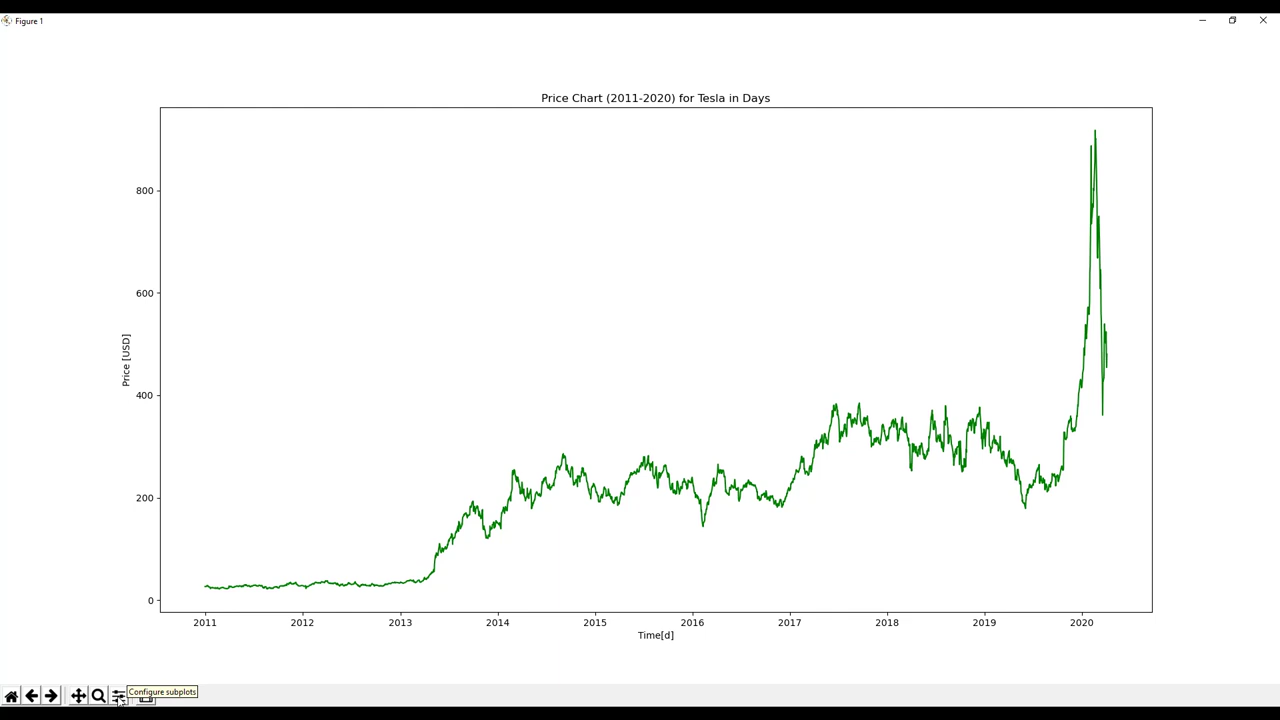 Figure 1
Price Chart (2011-2020) for Tesla in Days
800
600
400
200
0
Price [USD]
2011 2012 2013 2014 2015 2016 2017 2018 2019 2020
Time[d]
Configure subplots